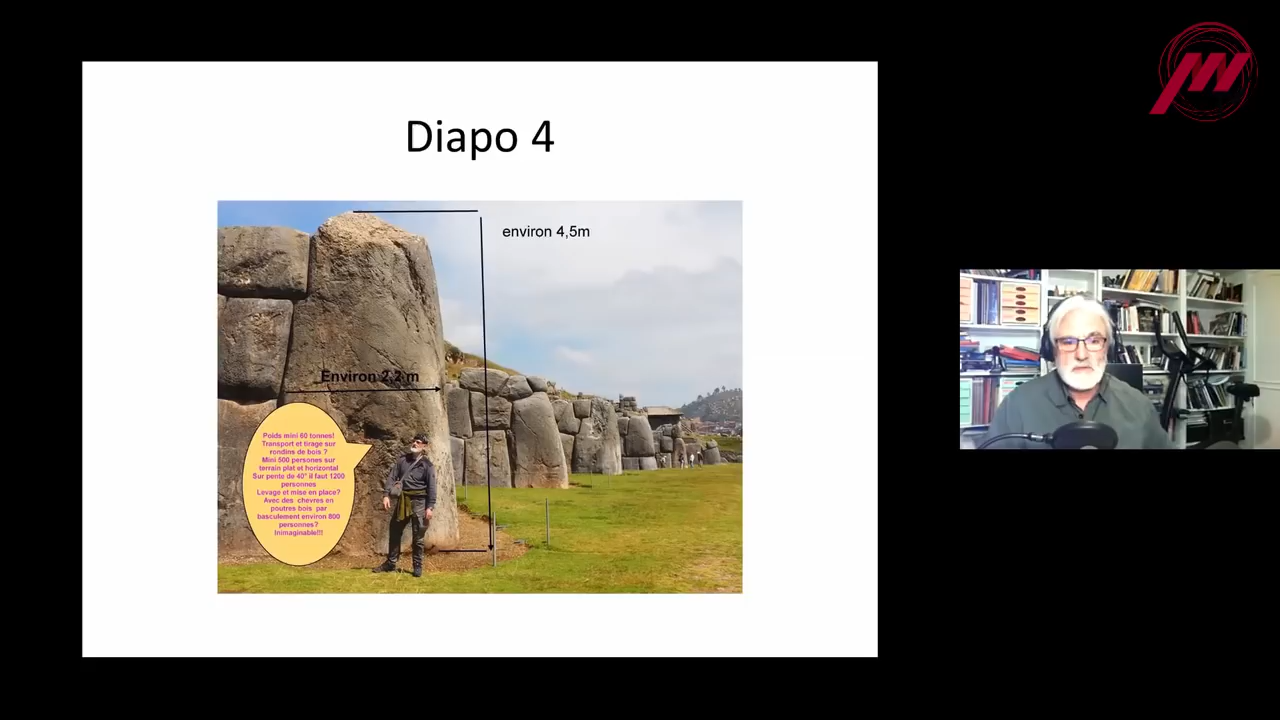 Diapo 4
environ 4,5m
Environ 2,2 m
Poids mini 60 tonnes!
Transport et tirage sur
rondins de bois ?
Mini 500 persones sur
terrain plat et horizontal
Sur pente de 40° il faut 1200
personnes
Levage et mise en place?
Avec des chevres en
poutres bois par
basculement environ 800
personnes?
Inimaginable!!!